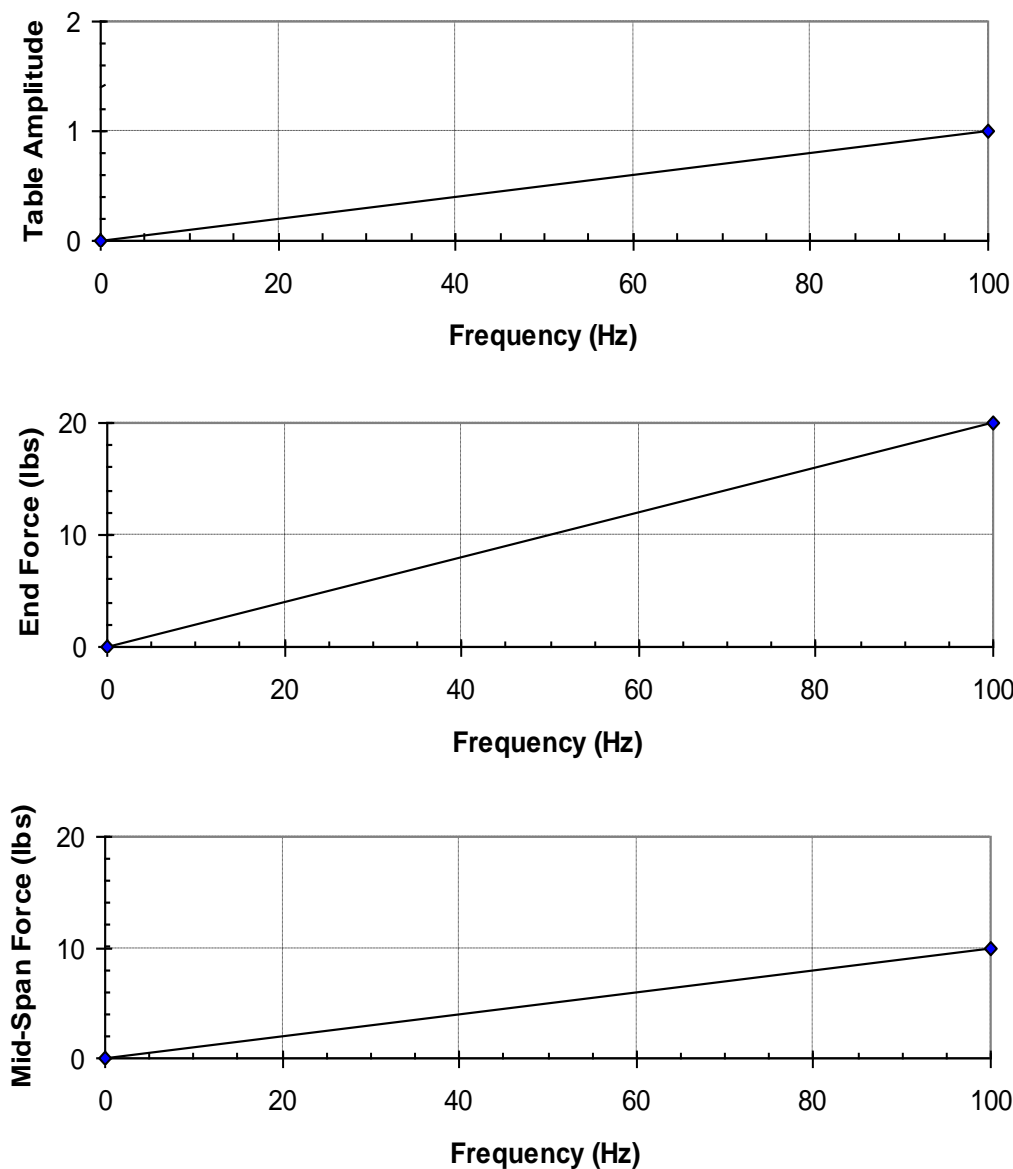 Table Amplitude
2
1
0
0 20 40 60 80 100
Frequency (Hz)
End Force (lbs)
20
10
0
0 20 40 60 80 100
Frequency (Hz)
Mid-Span Force (lbs)
20
10
0
0 20 40 60 80 100
Frequency (Hz)